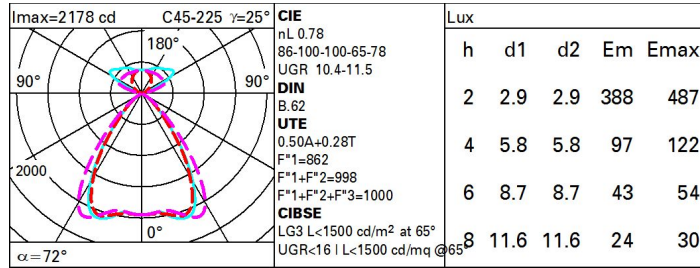 Imax=2178 cd C45-225 γ=25°
180°
90° 90°
2000
0°
α=72°
CIE
nL 0.78
86-100-100-65-78
UGR 10.4-11.5
DIN
B.62
UTE
0.50A+0.28T
F"1=862
F"1+F"2=998
F"1+F"2+F"3=1000
CIBSE
LG3 L<1500 cd/m² at 65°
UGR<16 | L<1500 cd/mq @65°
Lux
h d1 d2 Em Emax
2 2.9 2.9 388 487
4 5.8 5.8 97 122
6 8.7 8.7 43 54
8 11.6 11.6 24 30